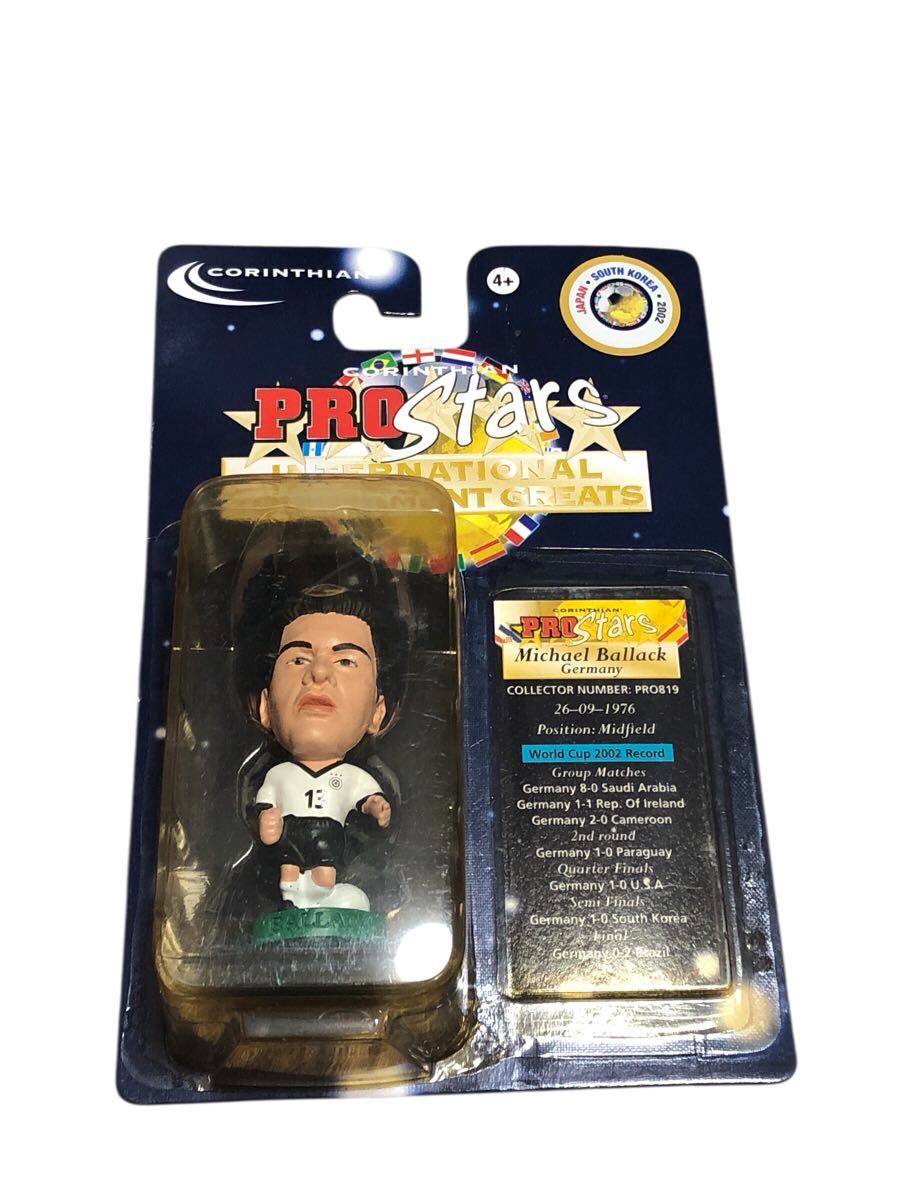 CORINTHIAN
4+
JAPAN • SOUTH KOREA • 2002
CORINTHIAN
PRO Stars
INTERNATIONAL
GREATS
CORINTHIAN
PRO Stars
Michael Ballack
Germany
COLLECTOR NUMBER: PRO819
26-09-1976
Position: Midfield
World Cup 2002 Record
Group Matches
Germany 8-0 Saudi Arabia
Germany 1-1 Rep. Of Ireland
Germany 2-0 Cameroon
2nd round
Germany 1-0 Paraguay
Quarter Finals
Germany 1-0 U.S.A
Semi Finals
Germany 1-0 South Korea
Final
Germany 0-2 Brazil
13
BALLACK